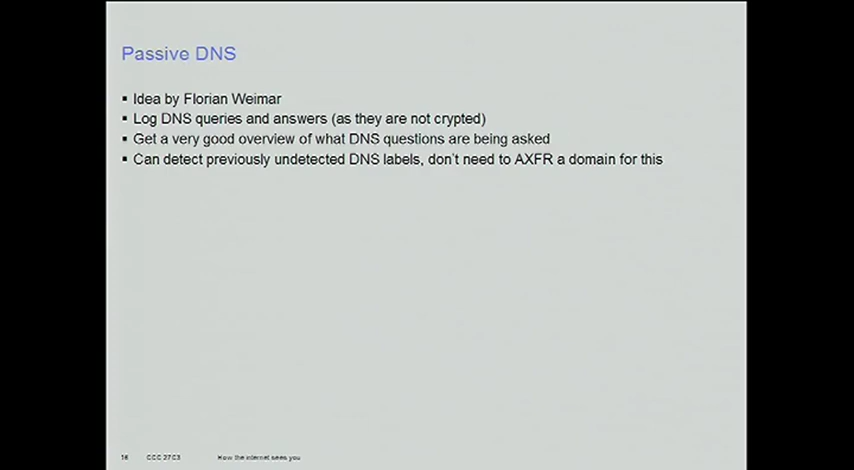 Passive DNS
▪ Idea by Florian Weimar
▪ Log DNS queries and answers (as they are not crypted)
▪ Get a very good overview of what DNS questions are being asked
▪ Can detect previously undetected DNS labels, don't need to AXFR a domain for this
16 CCC 27C3 How the internet sees you